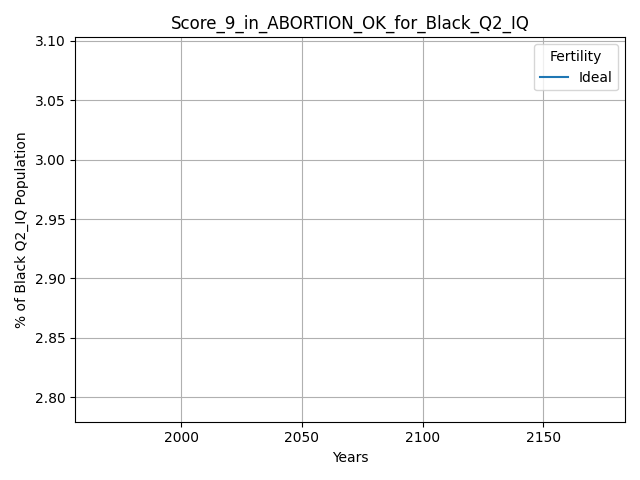 Score_9_in_ABORTION_OK_for_Black_Q2_IQ
3.10
3.05
3.00
2.95
2.90
2.85
2.80
% of Black Q2_IQ Population
Fertility
Ideal
2000 2050 2100 2150
Years